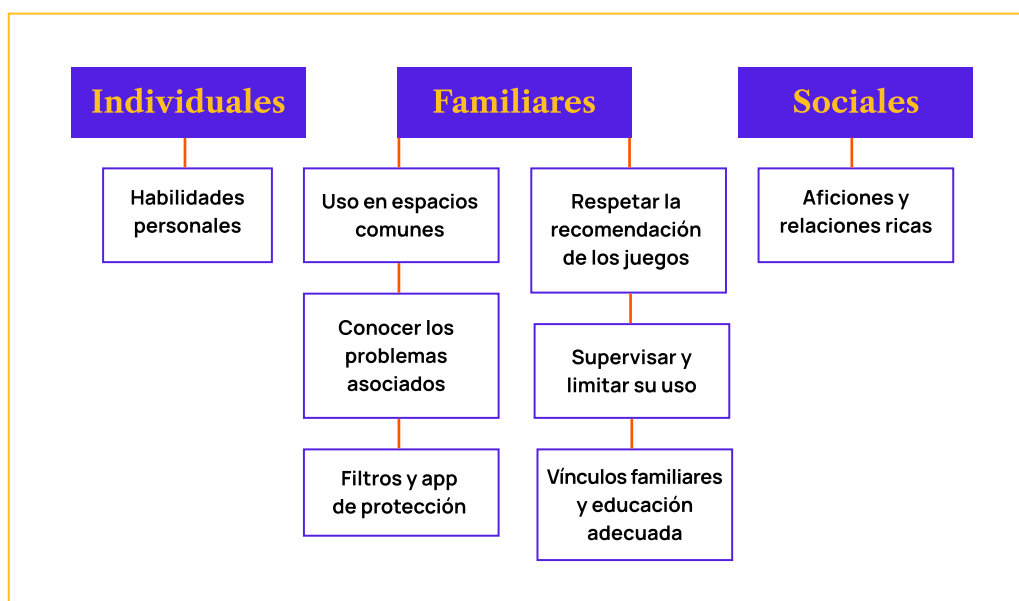 Individuales
Habilidades
personales
Familiares
Uso en espacios
comunes
Conocer los
problemas
asociados
Filtros y app
de protección
Respetar la
recomendación
de los juegos
Supervisar y
limitar su uso
Vínculos familiares
y educación
adecuada
Sociales
Aficiones y
relaciones ricas